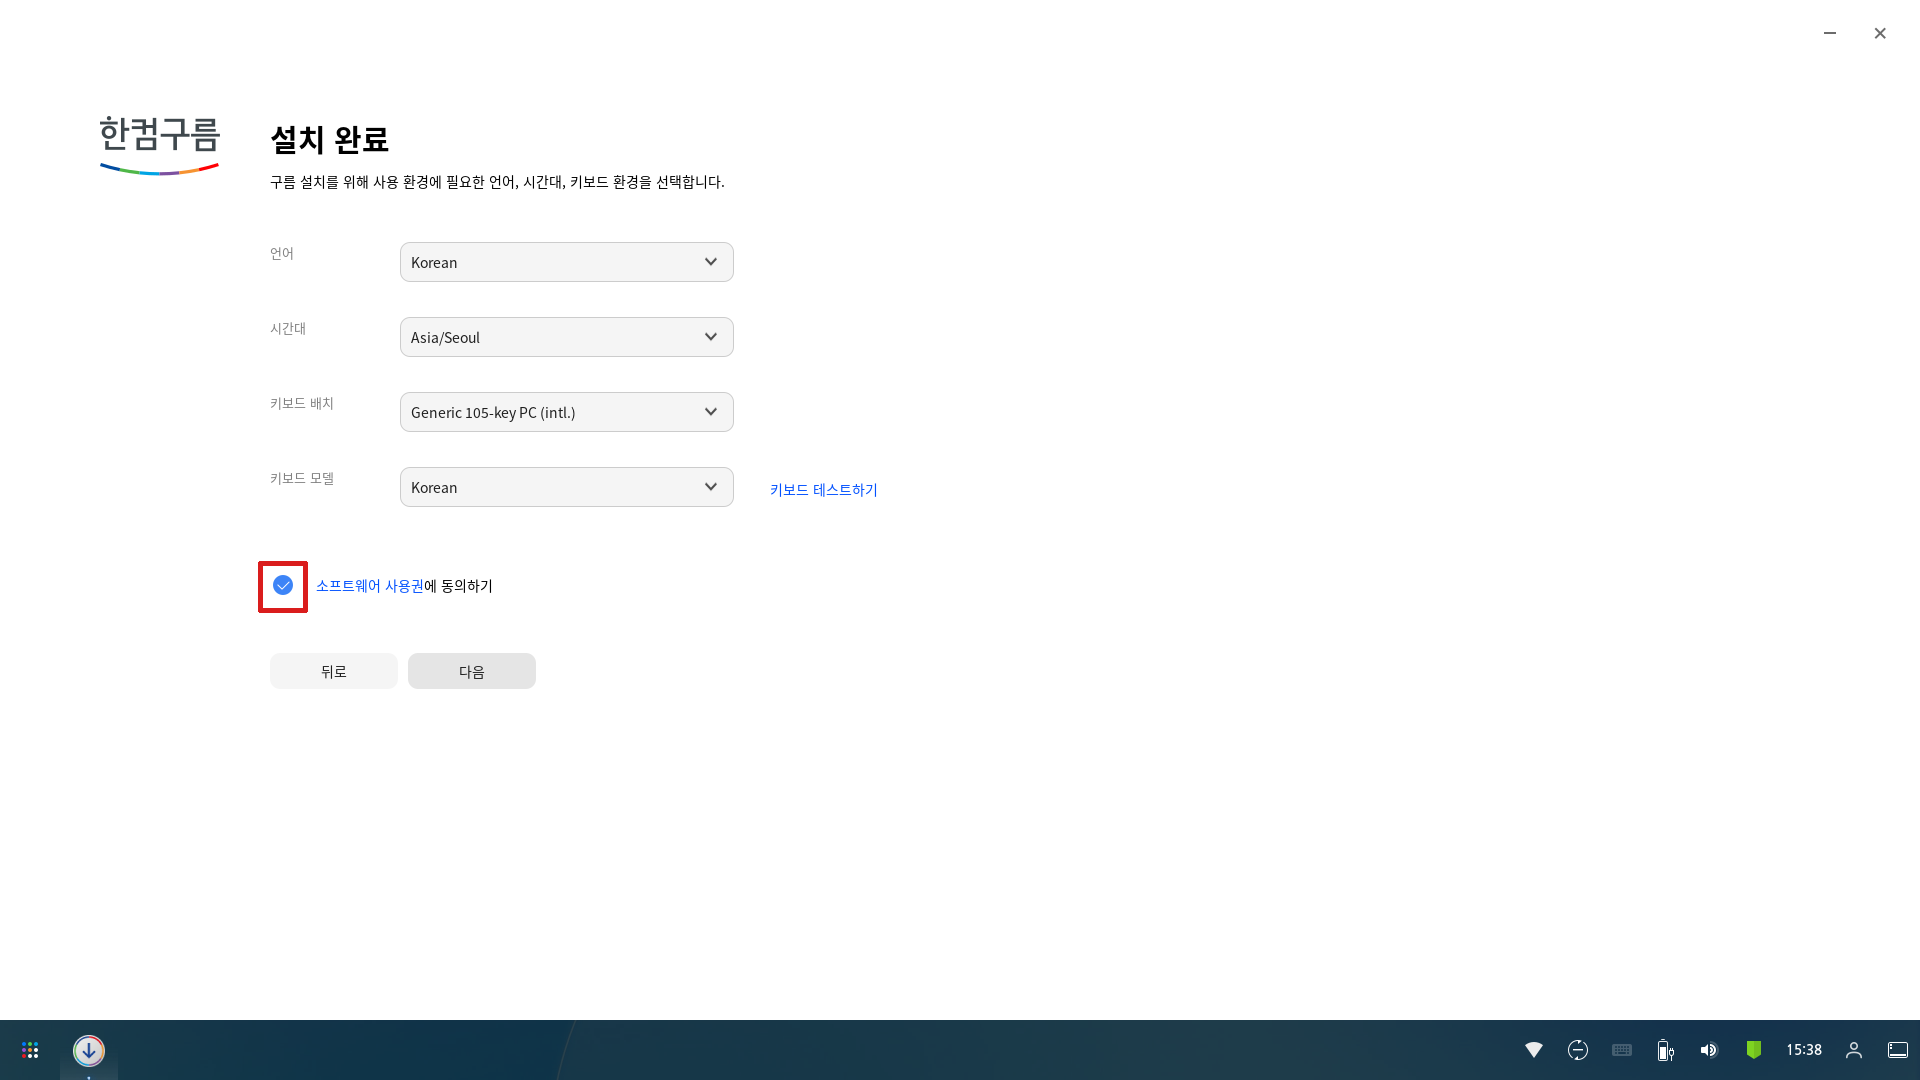 한컴구름
설치 완료
구름 설치를 위해 사용 환경에 필요한 언어, 시간대, 키보드 환경을 선택합니다.
언어
Korean
시간대
Asia/Seoul
키보드 배치
Generic 105-key PC (intl.)
키보드 모델
Korean
키보드 테스트하기
소프트웨어 사용권에 동의하기
뒤로
다음
15:38